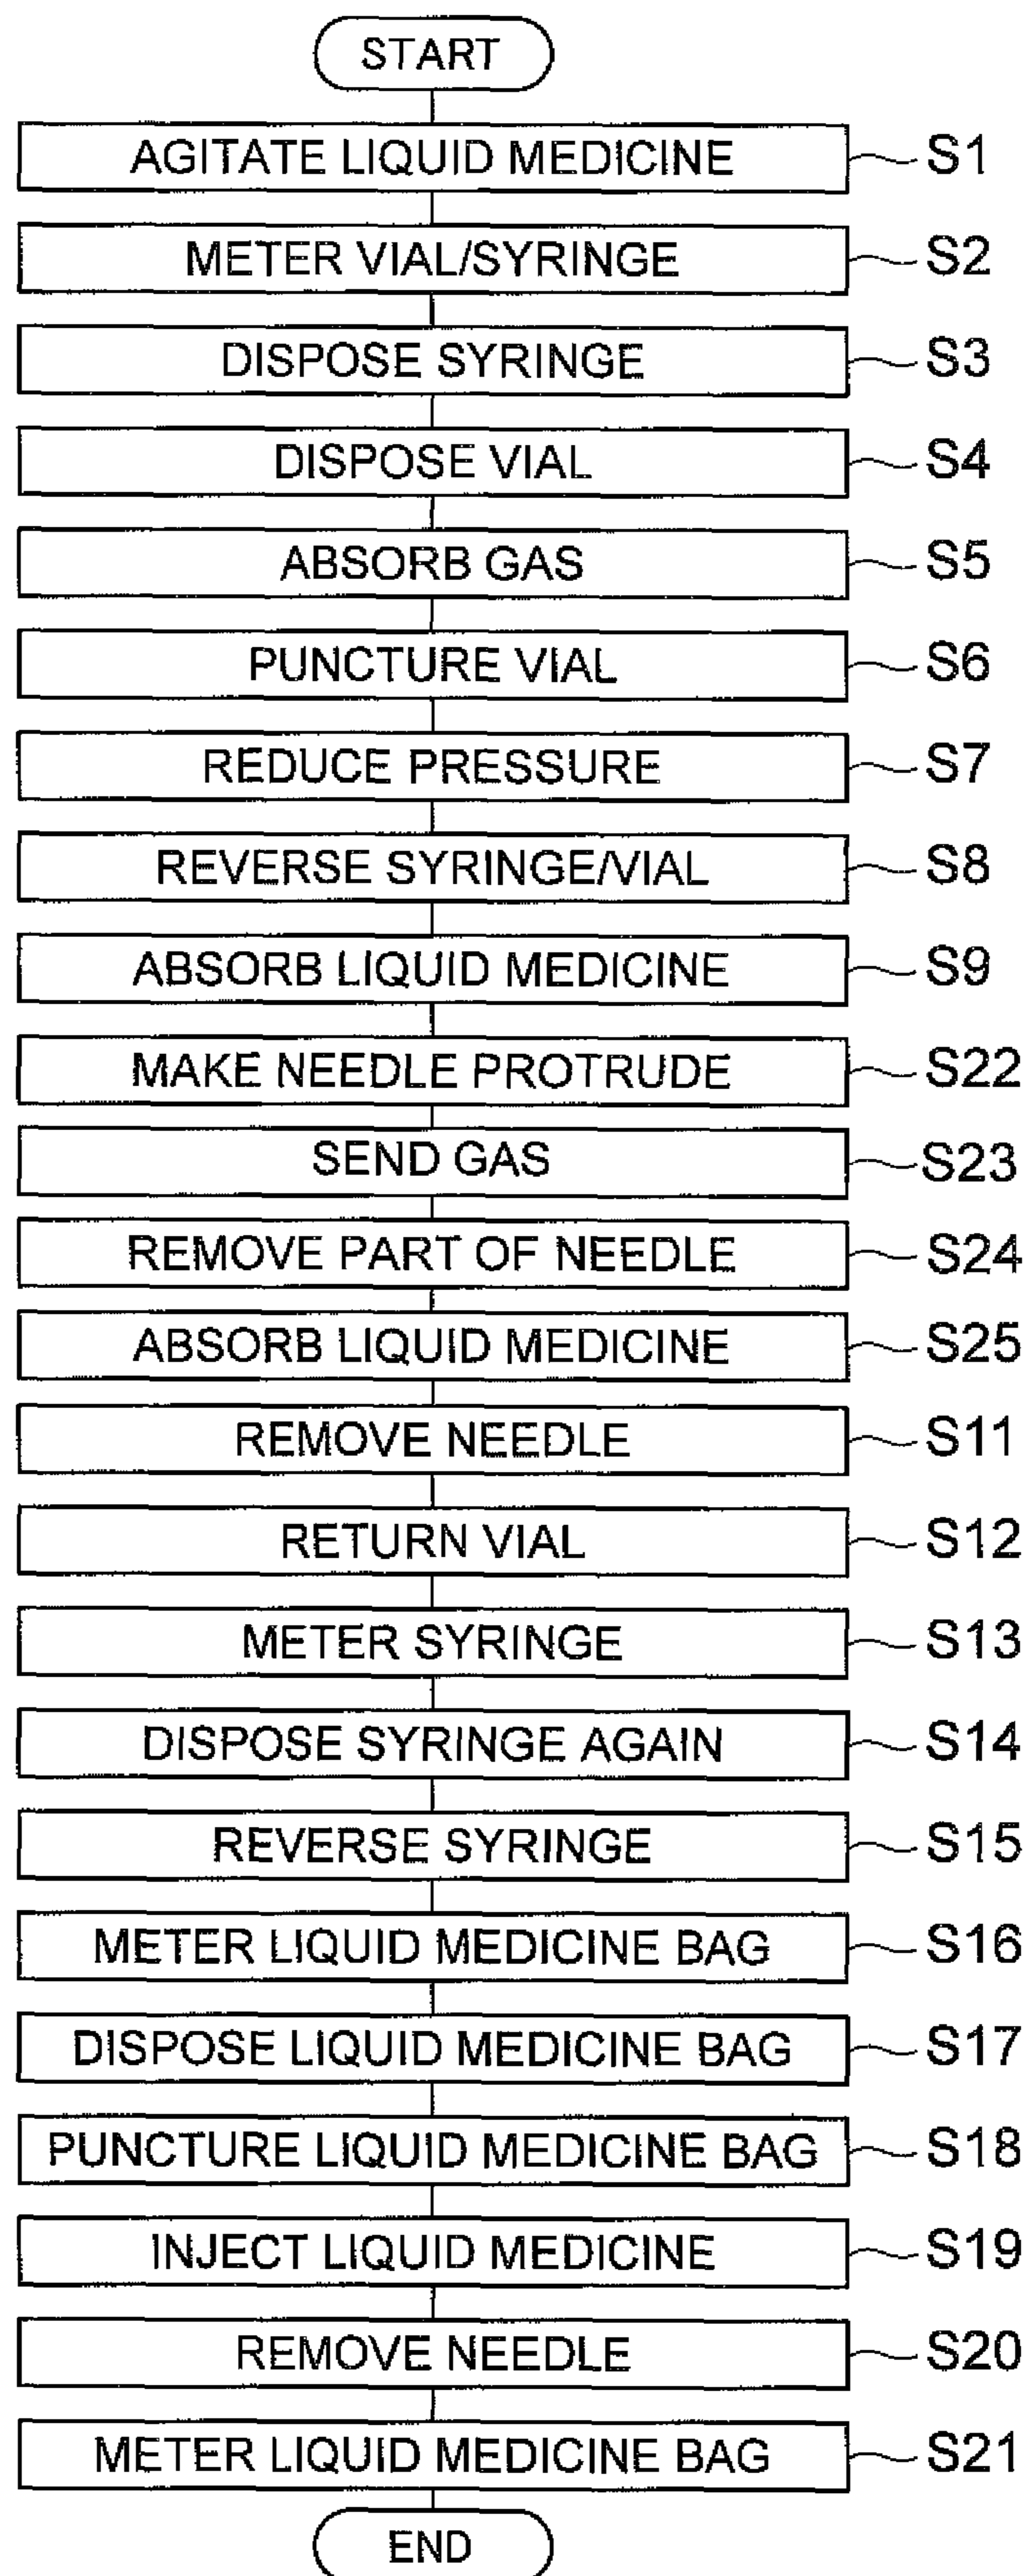 START
AGITATE LIQUID MEDICINE S1
METER VIAL/SYRINGE S2
DISPOSE SYRINGE S3
DISPOSE VIAL S4
ABSORB GAS S5
PUNCTURE VIAL S6
REDUCE PRESSURE S7
REVERSE SYRINGE/VIAL S8
ABSORB LIQUID MEDICINE S9
MAKE NEEDLE PROTRUDE S22
SEND GAS S23
REMOVE PART OF NEEDLE S24
ABSORB LIQUID MEDICINE S25
REMOVE NEEDLE S11
RETURN VIAL S12
METER SYRINGE S13
DISPOSE SYRINGE AGAIN S14
REVERSE SYRINGE S15
METER LIQUID MEDICINE BAG S16
DISPOSE LIQUID MEDICINE BAG S17
PUNCTURE LIQUID MEDICINE BAG S18
INJECT LIQUID MEDICINE S19
REMOVE NEEDLE S20
METER LIQUID MEDICINE BAG S21
END